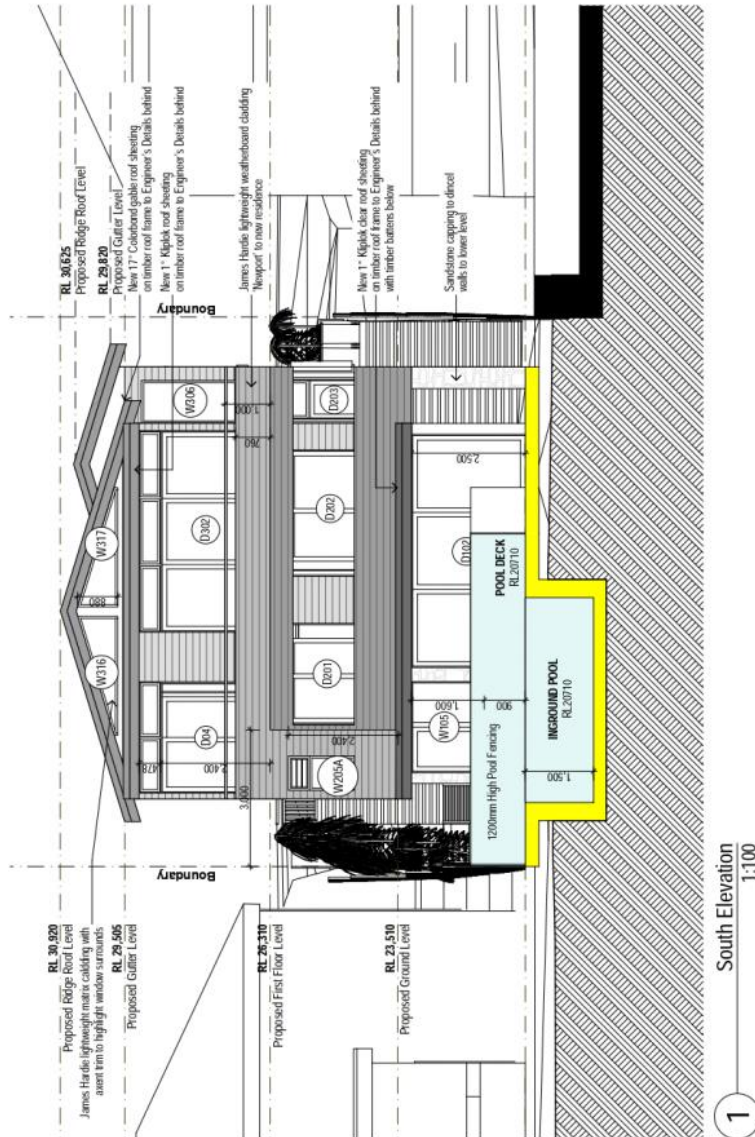 RL 30,920
Proposed Ridge Roof Level
James Hardie lightweight matrix caldding with
axent trim to highlight window surrounds
RL 29,505
Proposed Gutter Level
RL 26,310
Proposed First Floor Level
RL 23,510
Proposed Ground Level
RL 30,625
Proposed Ridge Roof Level
RL 29,820
Proposed Gutter Level
New 17° Colorbond gable roof sheeting
on timber roof frame to Engineer's Details behind
New 1° Kliplok roof sheeting
on timber roof frame to Engineer's Details behind
James Hardie lightweight weatherboard cladding
'Newport' to new residence
New 1° Kliplok clear roof sheeting
on timber roof frame to Engineer's Details behind
with timber battens below
Sandstone capping to dincel
walls to lower level
Boundary
Boundary
W316
W317
880
D04
D302
W306
478
2,400
3,000
760
1,000
W205A
D201
D202
D203
2,400
W105
D102
1,600
900
2,500
1200mm High Pool Fencing
POOL DECK
RL20710
INGROUND POOL
RL20710
1,500
1
South Elevation
1:100